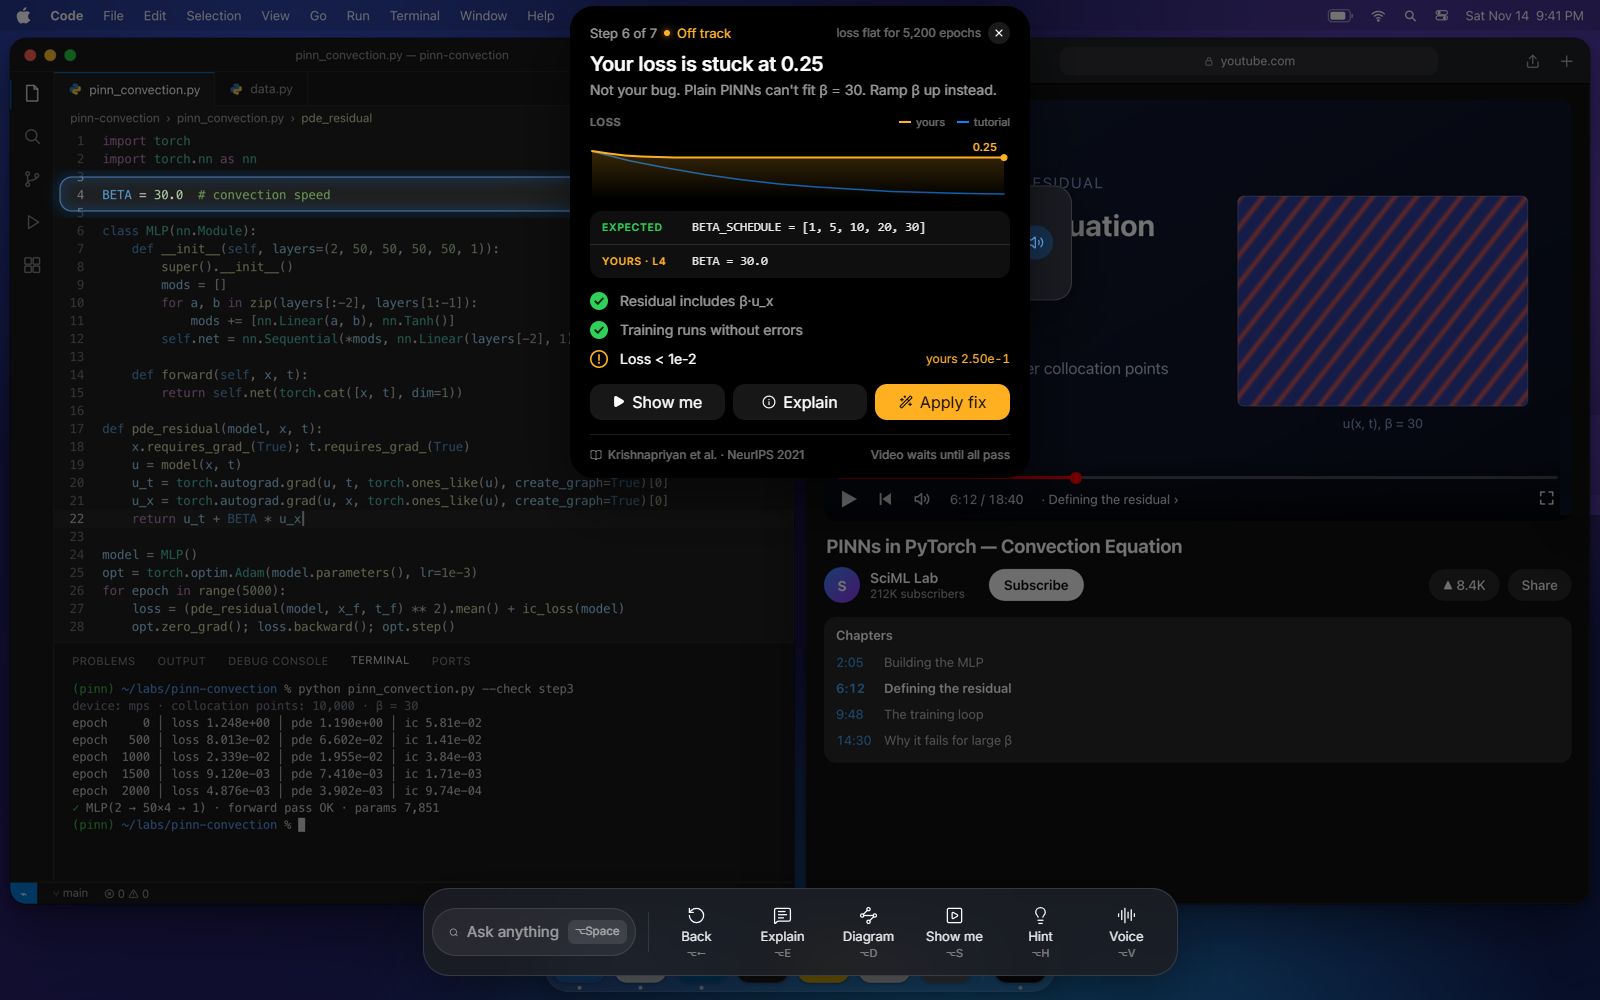 Code File Edit Selection View Go Run Terminal Window Help
Sat Nov 14 9:41 PM
pinn_convection.py — pinn-convection
pinn_convection.py
data.py
pinn-convection › pinn_convection.py › pde_residual
1 import torch
2 import torch.nn as nn
3
4 BETA = 30.0 # convection speed
5
6 class MLP(nn.Module):
7 def __init__(self, layers=(2, 50, 50, 50, 50, 1)):
8 super().__init__()
9 mods = []
10 for a, b in zip(layers[:-2], layers[1:-1]):
11 mods += [nn.Linear(a, b), nn.Tanh()]
12 self.net = nn.Sequential(*mods, nn.Linear(layers[-2], 1
13
14 def forward(self, x, t):
15 return self.net(torch.cat([x, t], dim=1))
16
17 def pde_residual(model, x, t):
18 x.requires_grad_(True); t.requires_grad_(True)
19 u = model(x, t)
20 u_t = torch.autograd.grad(u, t, torch.ones_like(u), create_graph=True)[0]
21 u_x = torch.autograd.grad(u, x, torch.ones_like(u), create_graph=True)[0]
22 return u_t + BETA * u_x
23
24 model = MLP()
25 opt = torch.optim.Adam(model.parameters(), lr=1e-3)
26 for epoch in range(5000):
27 loss = (pde_residual(model, x_f, t_f) ** 2).mean() + ic_loss(model)
28 opt.zero_grad(); loss.backward(); opt.step()
PROBLEMS OUTPUT DEBUG CONSOLE TERMINAL PORTS
(pinn) ~/labs/pinn-convection % python pinn_convection.py --check step3
device: mps · collocation points: 10,000 · β = 30
epoch 0 │ loss 1.248e+00 │ pde 1.190e+00 │ ic 5.81e-02
epoch 500 │ loss 8.013e-02 │ pde 6.602e-02 │ ic 1.41e-02
epoch 1000 │ loss 2.339e-02 │ pde 1.955e-02 │ ic 3.84e-03
epoch 1500 │ loss 9.120e-03 │ pde 7.410e-03 │ ic 1.71e-03
epoch 2000 │ loss 4.876e-03 │ pde 3.902e-03 │ ic 9.74e-04
✓ MLP(2 → 50×4 → 1) · forward pass OK · params 7,851
(pinn) ~/labs/pinn-convection %
main 0 0
Step 6 of 7 Off track
loss flat for 5,200 epochs
Your loss is stuck at 0.25
Not your bug. Plain PINNs can't fit β = 30. Ramp β up instead.
LOSS
yours tutorial
0.25
EXPECTED BETA_SCHEDULE = [1, 5, 10, 20, 30]
YOURS · L4 BETA = 30.0
Residual includes β·u_x
Training runs without errors
Loss < 1e-2
yours 2.50e-1
Show me
Explain
Apply fix
Krishnapriyan et al. · NeurIPS 2021
Video waits until all pass
youtube.com
ESIDUAL
uation
er collocation points
u(x, t), β = 30
6:12 / 18:40 · Defining the residual ›
PINNs in PyTorch — Convection Equation
S
SciML Lab
212K subscribers
Subscribe
8.4K
Share
Chapters
2:05 Building the MLP
6:12 Defining the residual
9:48 The training loop
14:30 Why it fails for large β
Ask anything ⌥Space
Back ⌥←
Explain ⌥E
Diagram ⌥D
Show me ⌥S
Hint ⌥H
Voice ⌥V